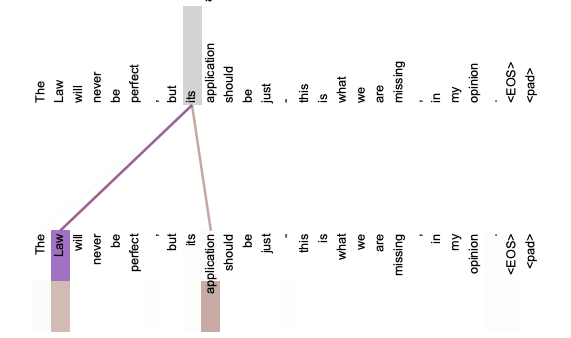 The Law will never be perfect , but its application should be just - this is what we are missing , in my opinion . <EOS> <pad>
The Law will never be perfect , but its application should be just - this is what we are missing , in my opinion . <EOS> <pad>